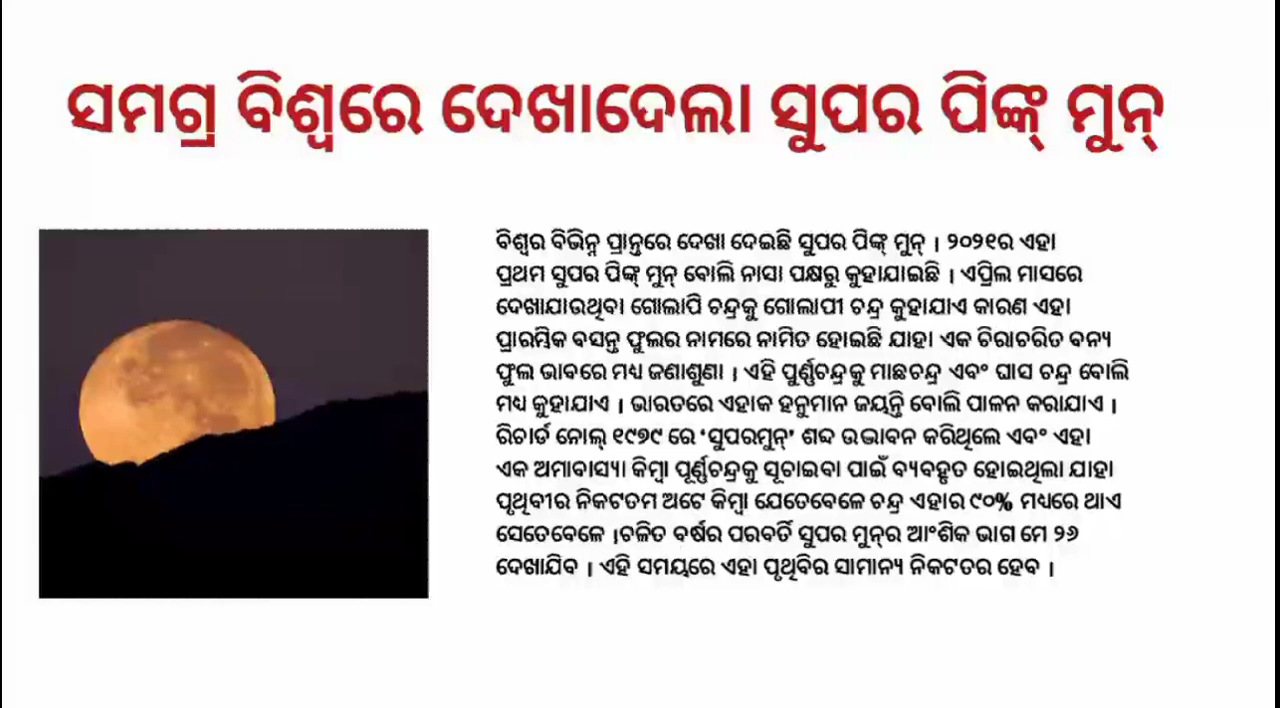 ସମଗ୍ର ବିଶ୍ୱରେ ଦେଖାଦେଲା ସୁପର ପିଙ୍କ୍ ମୁନ୍
ବିଶ୍ୱର ବିଭିନ୍ନ ପ୍ରାନ୍ତରେ ଦେଖା ଦେଇଛି ସୁପର ପିଙ୍କ୍ ମୁନ୍ । ୨୦୨୧ର ଏହା
ପ୍ରଥମ ସୁପର ପିଙ୍କ୍ ମୁନ୍ ବୋଲି ନାସା ପକ୍ଷରୁ କୁହାଯାଇଛି । ଏପ୍ରିଲ ମାସରେ
ଦେଖାଯାଉଥିବା ଗୋଲାପି ଚନ୍ଦ୍ରକୁ ଗୋଲାପୀ ଚନ୍ଦ୍ର କୁହାଯାଏ କାରଣ ଏହା
ପ୍ରାରମ୍ଭିକ ବସନ୍ତ ଫୁଲର ନାମରେ ନାମିତ ହୋଇଛି ଯାହା ଏକ ଚିରାଚରିତ ବନ୍ୟ
ଫୁଲ ଭାବରେ ମଧ୍ୟ ଜଣାଶୁଣା । ଏହି ପୁର୍ଣ୍ଣଚନ୍ଦ୍ରକୁ ମାଛଚନ୍ଦ୍ର ଏବଂ ଘାସ ଚନ୍ଦ୍ର ବୋଲି
ମଧ୍ୟ କୁହାଯାଏ । ଭାରତରେ ଏହାକ ହନୁମାନ ଜୟନ୍ତି ବୋଲି ପାଳନ କରାଯାଏ ।
ରିଚାର୍ଡ ନୋଲ୍ ୧୯୭୯ ରେ ‘ସୁପରମୁନ୍’ ଶବ୍ଦ ଉଦ୍ଭାବନ କରିଥିଲେ ଏବଂ ଏହା
ଏକ ଅମାବାସ୍ୟା କିମ୍ବା ପୂର୍ଣ୍ଣଚନ୍ଦ୍ରକୁ ସୂଚାଇବା ପାଇଁ ବ୍ୟବହୃତ ହୋଇଥିଲା ଯାହା
ପୃଥିବୀର ନିକଟତମ ଅଟେ କିମ୍ବା ଯେତେବେଳେ ଚନ୍ଦ୍ର ଏହାର ୯୦% ମଧ୍ୟରେ ଥାଏ
ସେତେବେଳେ ।ଚଳିତ ବର୍ଷର ପରବର୍ତି ସୁପର ମୁନ୍‌ର ଆଂଶିକ ଭାଗ ମେ ୨୬
ଦେଖାଯିବ । ଏହି ସମୟରେ ଏହା ପୃଥିବିର ସାମାନ୍ୟ ନିକଟତର ହେବ ।